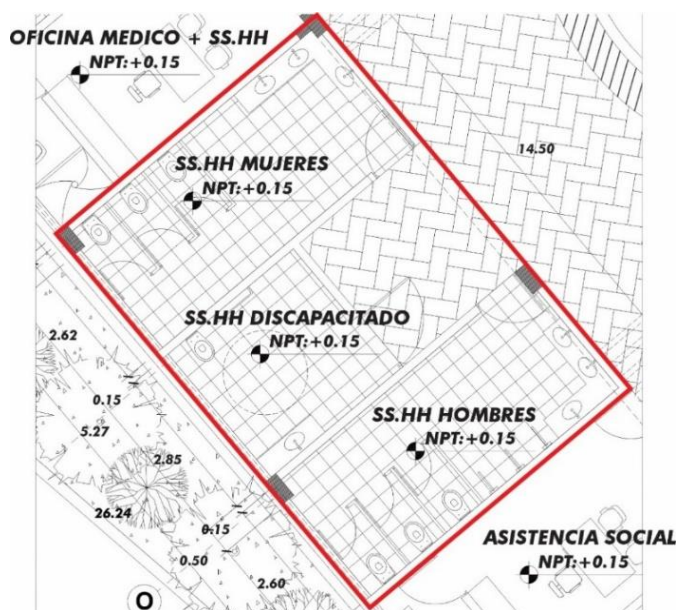 OFICINA MEDICO + SS.HH
NPT:+0.15
14.50
SS.HH MUJERES
NPT:+0.15
SS.HH DISCAPACITADO
NPT:+0.15
2.62
0.15
5.27
2.85
26.24
0.15
0.50
2.60
SS.HH HOMBRES
NPT:+0.15
ASISTENCIA SOCIAL
NPT:+0.15
O